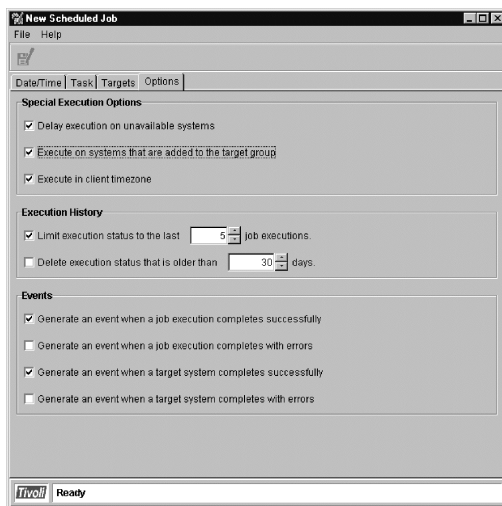 New Scheduled Job
File Help
Date/Time Task Targets Options
Special Execution Options
Delay execution on unavailable systems
Execute on systems that are added to the target group
Execute in client timezone
Execution History
Limit execution status to the last 5 job executions.
Delete execution status that is older than 30 days.
Events
Generate an event when a job execution completes successfully
Generate an event when a job execution completes with errors
Generate an event when a target system completes successfully
Generate an event when a target system completes with errors
Tivoli Ready